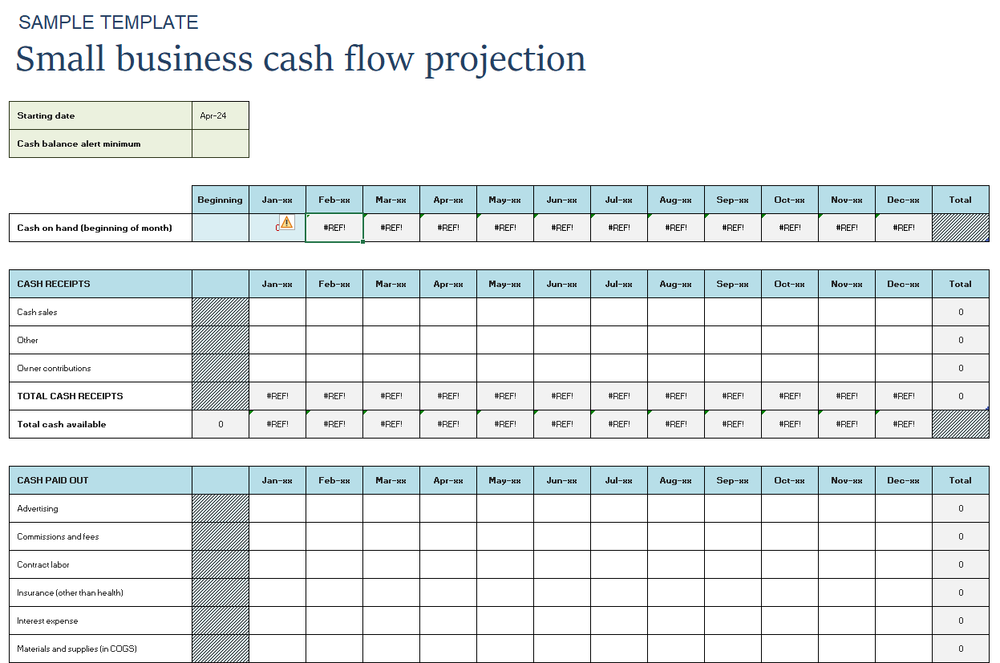 SAMPLE TEMPLATE
Small business cash flow projection
Starting date Apr-24
Cash balance alert minimum
Beginning Jan-xx Feb-xx Mar-xx Apr-xx May-xx Jun-xx Jul-xx Aug-xx Sep-xx Oct-xx Nov-xx Dec-xx Total
Cash on hand (beginning of month) 0 #REF! #REF! #REF! #REF! #REF! #REF! #REF! #REF! #REF! #REF! #REF!
CASH RECEIPTS Jan-xx Feb-xx Mar-xx Apr-xx May-xx Jun-xx Jul-xx Aug-xx Sep-xx Oct-xx Nov-xx Dec-xx Total
Cash sales 0
Other 0
Owner contributions 0
TOTAL CASH RECEIPTS #REF! #REF! #REF! #REF! #REF! #REF! #REF! #REF! #REF! #REF! #REF! #REF! 0
Total cash available 0 #REF! #REF! #REF! #REF! #REF! #REF! #REF! #REF! #REF! #REF! #REF! #REF!
CASH PAID OUT Jan-xx Feb-xx Mar-xx Apr-xx May-xx Jun-xx Jul-xx Aug-xx Sep-xx Oct-xx Nov-xx Dec-xx Total
Advertising 0
Commissions and fees 0
Contract labor 0
Insurance (other than health) 0
Interest expense 0
Materials and supplies (in COGS) 0